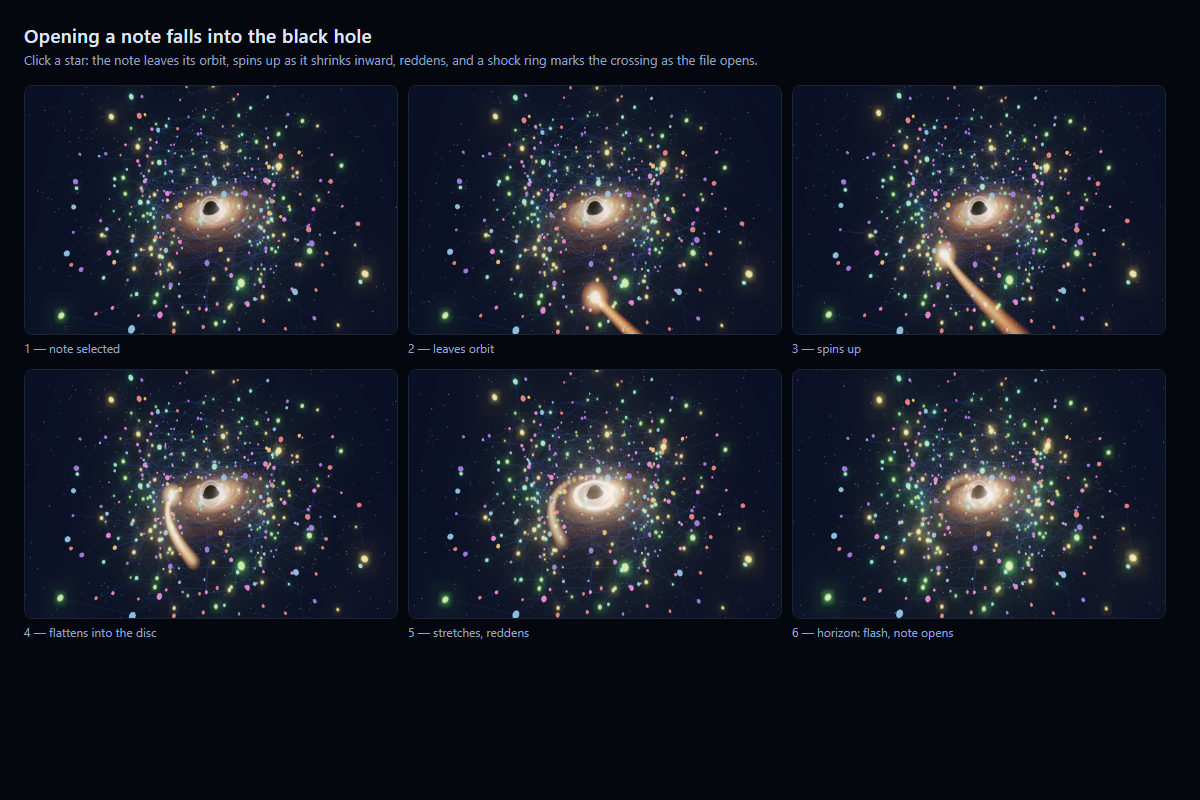 Opening a note falls into the black hole
Click a star: the note leaves its orbit, spins up as it shrinks inward, reddens, and a shock ring marks the crossing as the file opens.
1 — note selected
2 — leaves orbit
3 — spins up
4 — flattens into the disc
5 — stretches, reddens
6 — horizon: flash, note opens